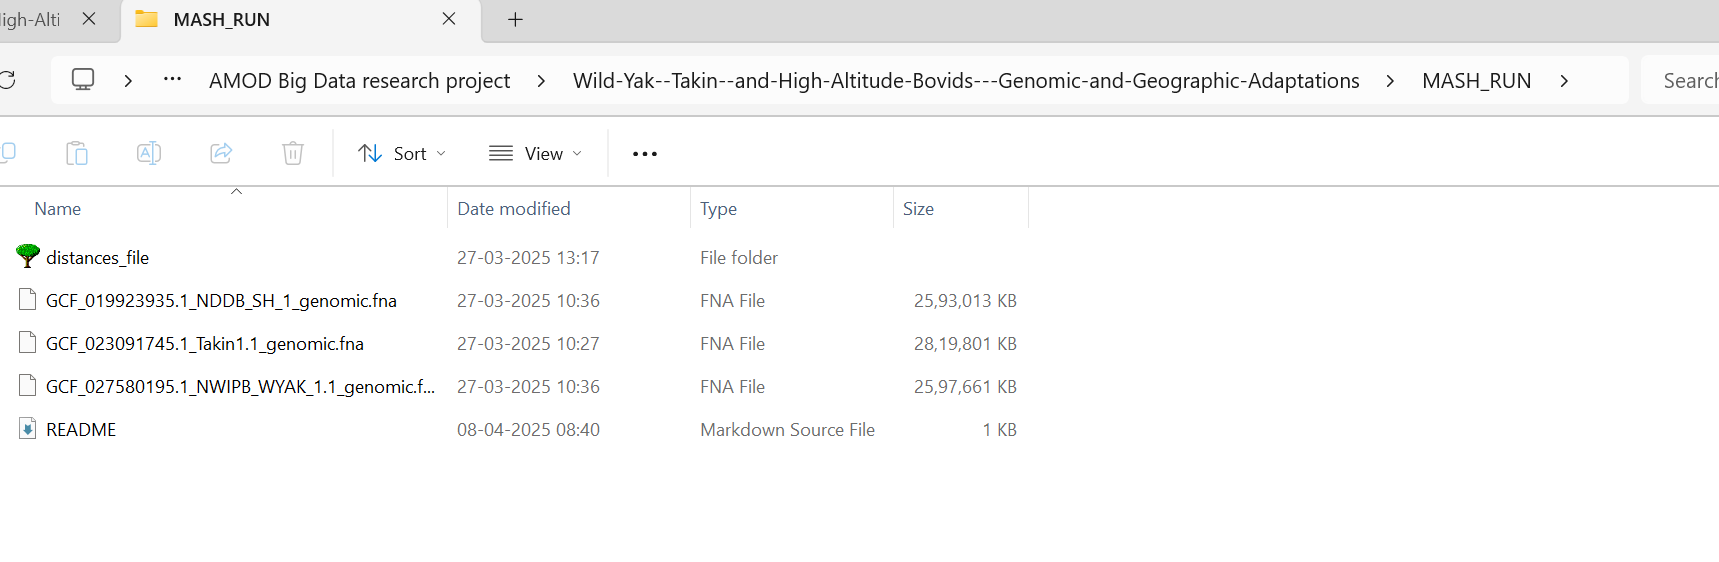 MASH_RUN
AMOD Big Data research project Wild-Yak--Takin--and-High-Altitude-Bovids---Genomic-and-Geographic-Adaptations MASH_RUN
Sort View
Name Date modified Type Size
distances_file 27-03-2025 13:17 File folder
GCF_019923935.1_NDDB_SH_1_genomic.fna 27-03-2025 10:36 FNA File 25,93,013 KB
GCF_023091745.1_Takin1.1_genomic.fna 27-03-2025 10:27 FNA File 28,19,801 KB
GCF_027580195.1_NWIPB_WYAK_1.1_genomic.f... 27-03-2025 10:36 FNA File 25,97,661 KB
README 08-04-2025 08:40 Markdown Source File 1 KB